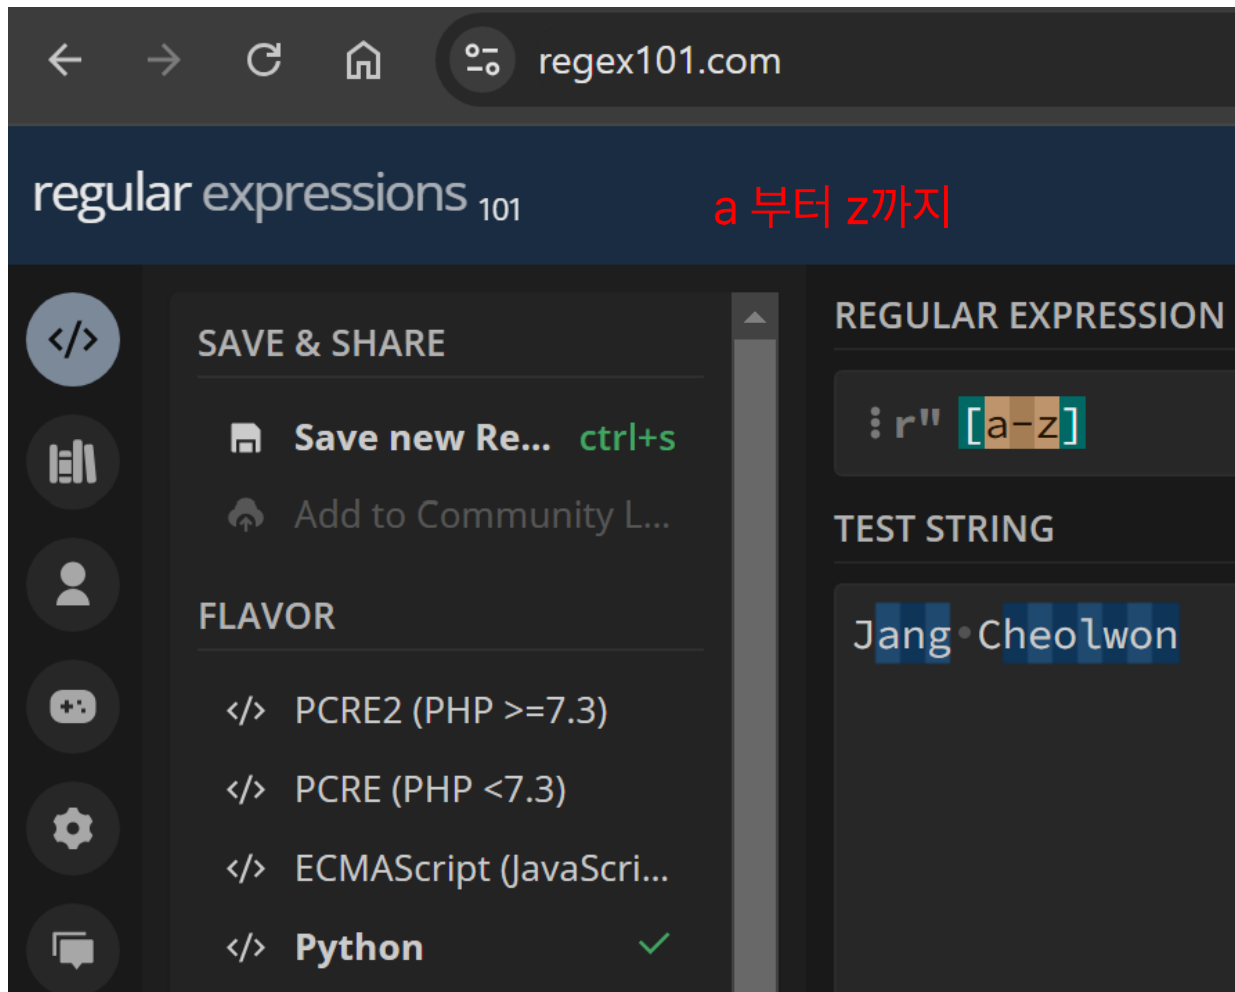 regex101.com
regular expressions 101
a 부터 z까지
SAVE & SHARE
Save new Re... ctrl+s
Add to Community L...
FLAVOR
</> PCRE2 (PHP >=7.3)
</> PCRE (PHP <7.3)
</> ECMAScript (JavaScri...
</> Python
REGULAR EXPRESSION
r" [a-z]
TEST STRING
Jang Cheolwon